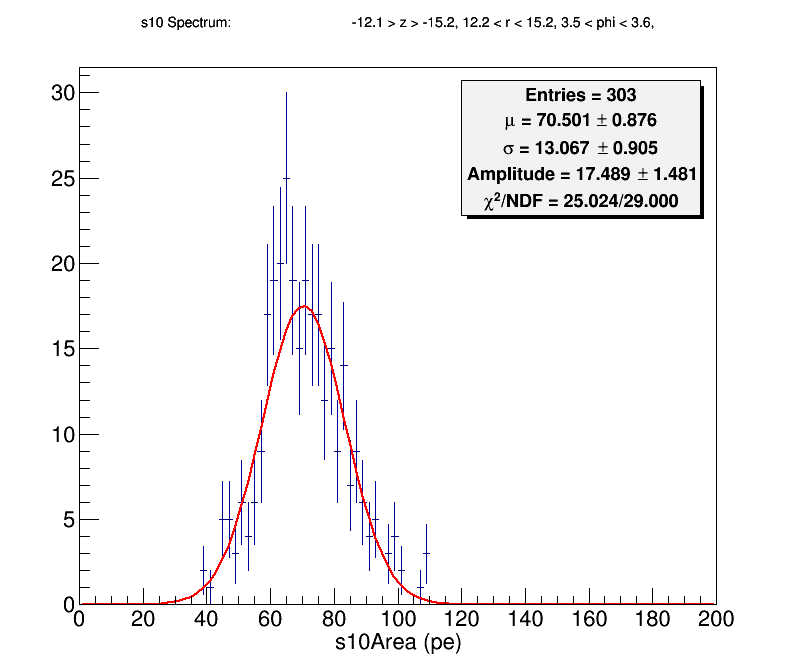 s10 Spectrum: -12.1 > z > -15.2, 12.2 < r < 15.2, 3.5 < phi < 3.6,
Entries = 303
μ = 70.501 ± 0.876
σ = 13.067 ± 0.905
Amplitude = 17.489 ± 1.481
χ²/NDF = 25.024/29.000
30
25
20
15
10
5
0
0 20 40 60 80 100 120 140 160 180 200
s10Area (pe)